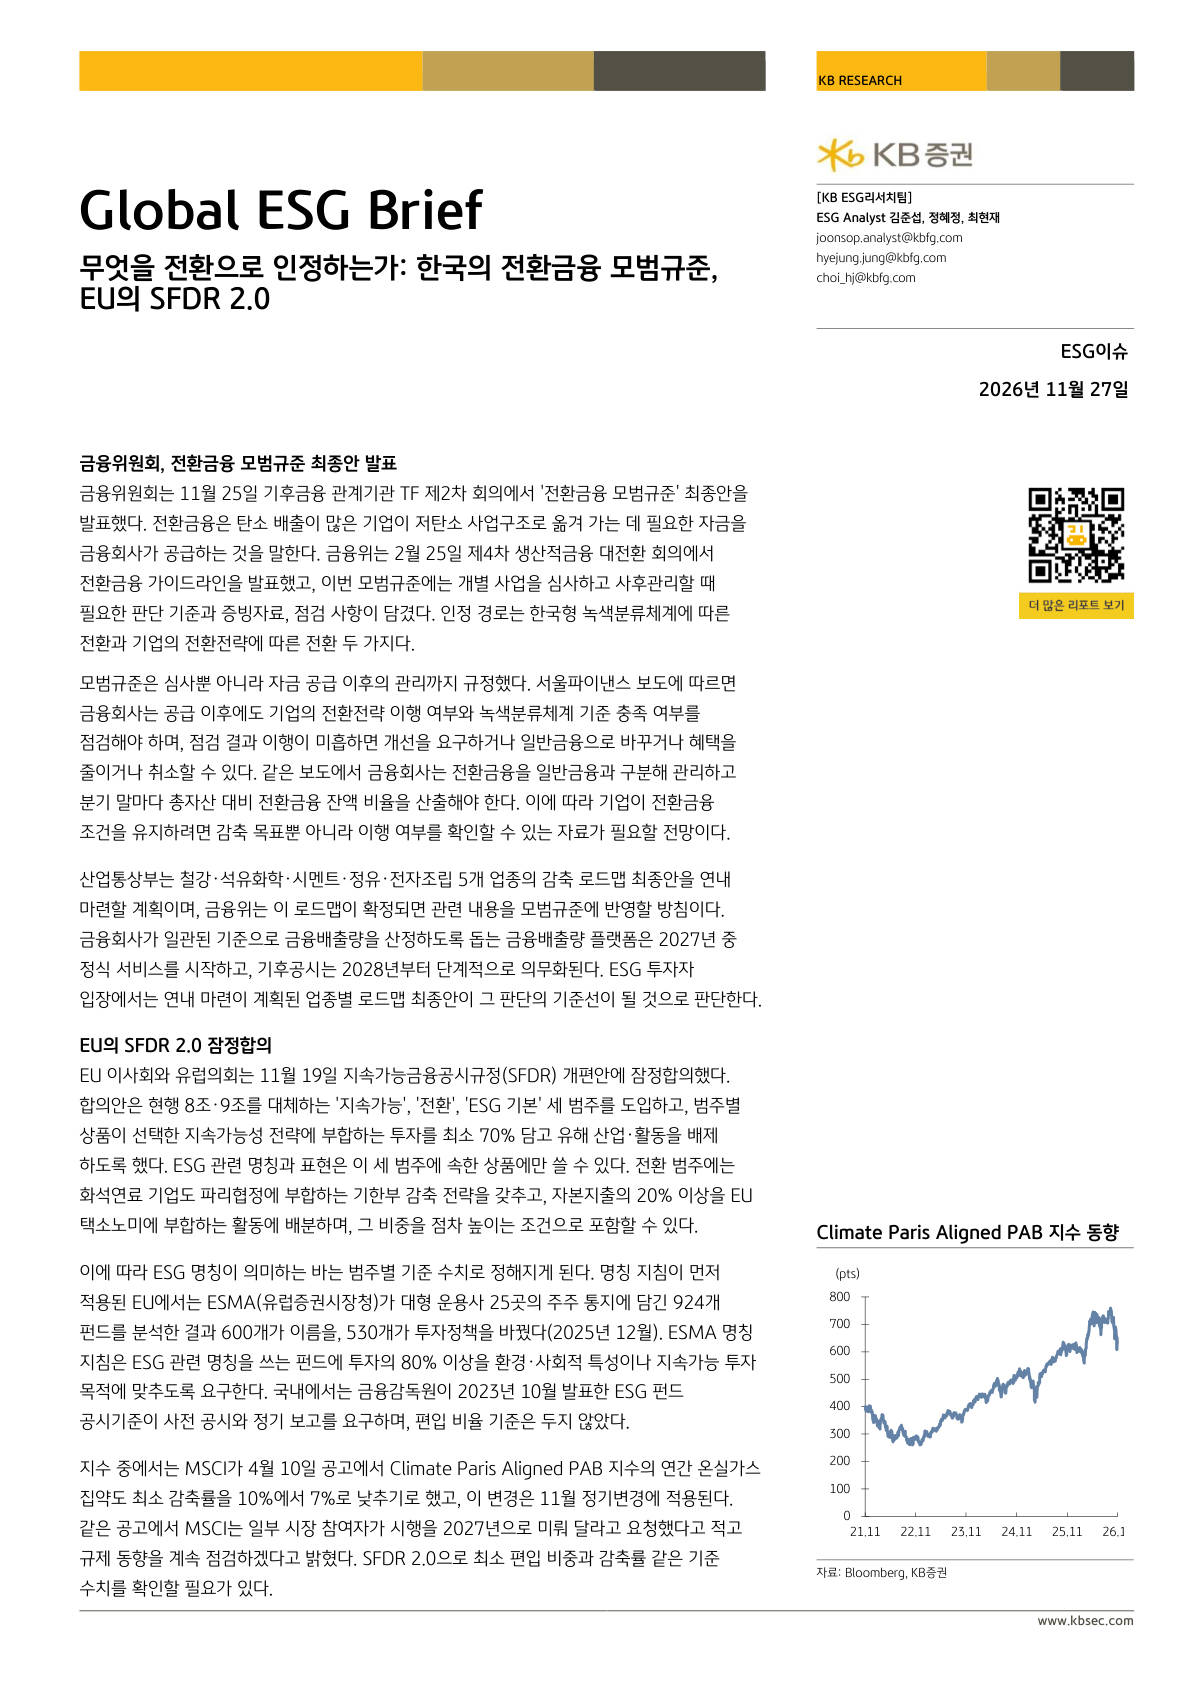 KB RESEARCH
KB증권
Global ESG Brief
무엇을 전환으로 인정하는가: 한국의 전환금융 모범규준,
EU의 SFDR 2.0
[KB ESG리서치팀]
ESG Analyst 김준섭, 정혜정, 최현재
joonsop.analyst@kbfg.com
hyejung.jung@kbfg.com
choi_hj@kbfg.com
ESG이슈
2026년 11월 27일
더 많은 리포트 보기
금융위원회, 전환금융 모범규준 최종안 발표
금융위원회는 11월 25일 기후금융 관계기관 TF 제2차 회의에서 '전환금융 모범규준' 최종안을
발표했다. 전환금융은 탄소 배출이 많은 기업이 저탄소 사업구조로 옮겨 가는 데 필요한 자금을
금융회사가 공급하는 것을 말한다. 금융위는 2월 25일 제4차 생산적금융 대전환 회의에서
전환금융 가이드라인을 발표했고, 이번 모범규준에는 개별 사업을 심사하고 사후관리할 때
필요한 판단 기준과 증빙자료, 점검 사항이 담겼다. 인정 경로는 한국형 녹색분류체계에 따른
전환과 기업의 전환전략에 따른 전환 두 가지다.
모범규준은 심사뿐 아니라 자금 공급 이후의 관리까지 규정했다. 서울파이낸스 보도에 따르면
금융회사는 공급 이후에도 기업의 전환전략 이행 여부와 녹색분류체계 기준 충족 여부를
점검해야 하며, 점검 결과 이행이 미흡하면 개선을 요구하거나 일반금융으로 바꾸거나 혜택을
줄이거나 취소할 수 있다. 같은 보도에서 금융회사는 전환금융을 일반금융과 구분해 관리하고
분기 말마다 총자산 대비 전환금융 잔액 비율을 산출해야 한다. 이에 따라 기업이 전환금융
조건을 유지하려면 감축 목표뿐 아니라 이행 여부를 확인할 수 있는 자료가 필요할 전망이다.
산업통상부는 철강·석유화학·시멘트·정유·전자조립 5개 업종의 감축 로드맵 최종안을 연내
마련할 계획이며, 금융위는 이 로드맵이 확정되면 관련 내용을 모범규준에 반영할 방침이다.
금융회사가 일관된 기준으로 금융배출량을 산정하도록 돕는 금융배출량 플랫폼은 2027년 중
정식 서비스를 시작하고, 기후공시는 2028년부터 단계적으로 의무화된다. ESG 투자자
입장에서는 연내 마련이 계획된 업종별 로드맵 최종안이 그 판단의 기준선이 될 것으로 판단한다.
EU의 SFDR 2.0 잠정합의
EU 이사회와 유럽의회는 11월 19일 지속가능금융공시규정(SFDR) 개편안에 잠정합의했다.
합의안은 현행 8조·9조를 대체하는 '지속가능', '전환', 'ESG 기본' 세 범주를 도입하고, 범주별
상품이 선택한 지속가능성 전략에 부합하는 투자를 최소 70% 담고 유해 산업·활동을 배제
하도록 했다. ESG 관련 명칭과 표현은 이 세 범주에 속한 상품에만 쓸 수 있다. 전환 범주에는
화석연료 기업도 파리협정에 부합하는 기한부 감축 전략을 갖추고, 자본지출의 20% 이상을 EU
택소노미에 부합하는 활동에 배분하며, 그 비중을 점차 높이는 조건으로 포함할 수 있다.
이에 따라 ESG 명칭이 의미하는 바는 범주별 기준 수치로 정해지게 된다. 명칭 지침이 먼저
적용된 EU에서는 ESMA(유럽증권시장청)가 대형 운용사 25곳의 주주 통지에 담긴 924개
펀드를 분석한 결과 600개가 이름을, 530개가 투자정책을 바꿨다(2025년 12월). ESMA 명칭
지침은 ESG 관련 명칭을 쓰는 펀드에 투자의 80% 이상을 환경·사회적 특성이나 지속가능 투자
목적에 맞추도록 요구한다. 국내에서는 금융감독원이 2023년 10월 발표한 ESG 펀드
공시기준이 사전 공시와 정기 보고를 요구하며, 편입 비율 기준은 두지 않았다.
지수 중에서는 MSCI가 4월 10일 공고에서 Climate Paris Aligned PAB 지수의 연간 온실가스
집약도 최소 감축률을 10%에서 7%로 낮추기로 했고, 이 변경은 11월 정기변경에 적용된다.
같은 공고에서 MSCI는 일부 시장 참여자가 시행을 2027년으로 미뤄 달라고 요청했다고 적고
규제 동향을 계속 점검하겠다고 밝혔다. SFDR 2.0으로 최소 편입 비중과 감축률 같은 기준
수치를 확인할 필요가 있다.
Climate Paris Aligned PAB 지수 동향
(pts)
800
700
600
500
400
300
200
100
0
21.11 22.11 23.11 24.11 25.11 26.1
자료: Bloomberg, KB증권
www.kbsec.com